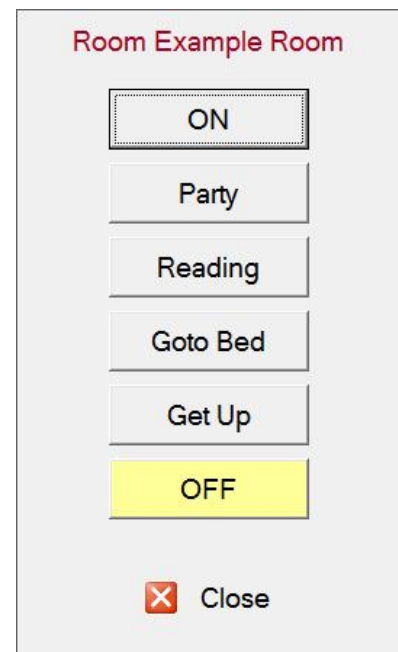 Room Example Room
ON
Party
Reading
Goto Bed
Get Up
OFF
Close